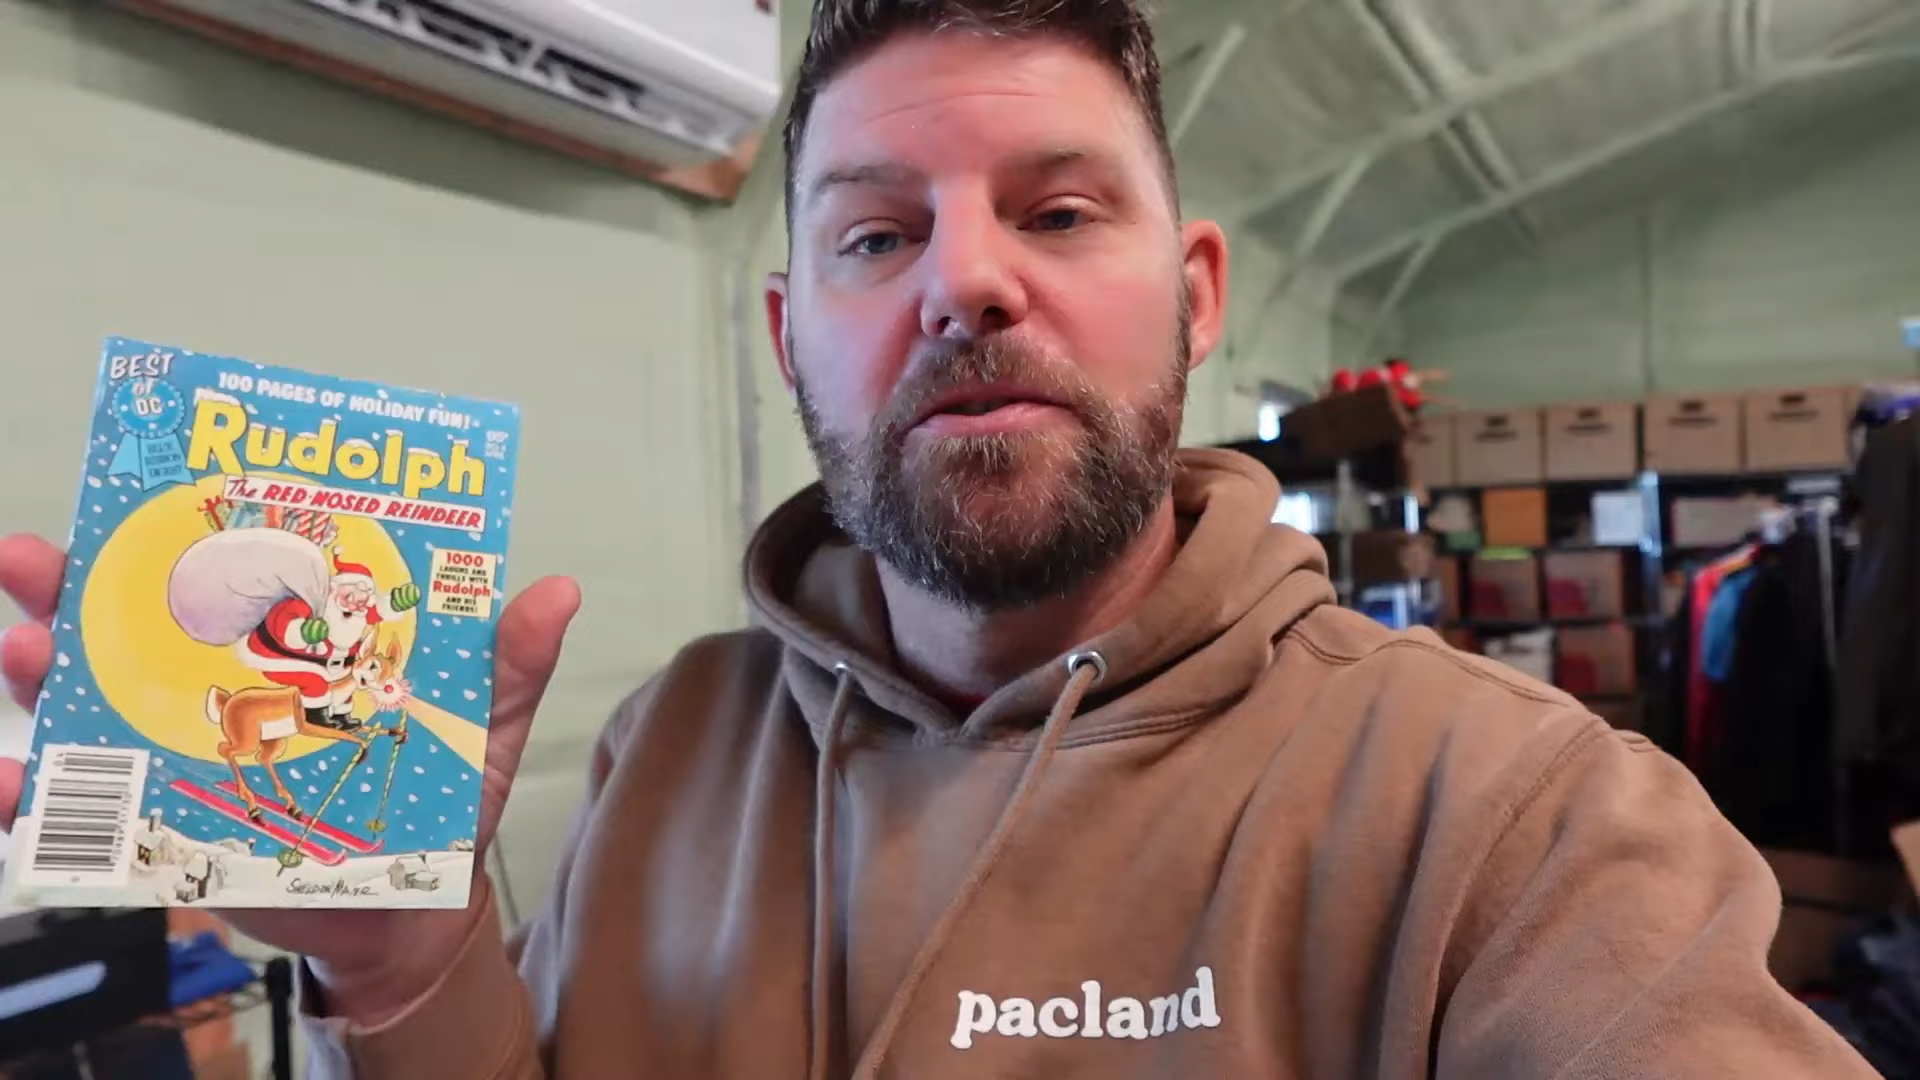 BEST
of
DC
100 PAGES OF HOLIDAY FUN!
Rudolph
The RED-NOSED REINDEER
1000
LAUGHS AND
THRILLS WITH
Rudolph
AND HIS
FRIENDS!
SHELDON MAYER
pacland